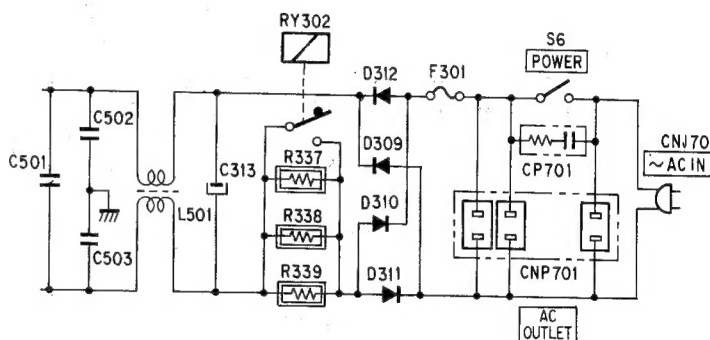 RY302
S6
POWER
D312
F301
C502
D309
CNJ70
~ AC IN
C501
R337
C313
CP701
D310
R338
L501
C503
R339
D311
CNP701
AC
OUTLET